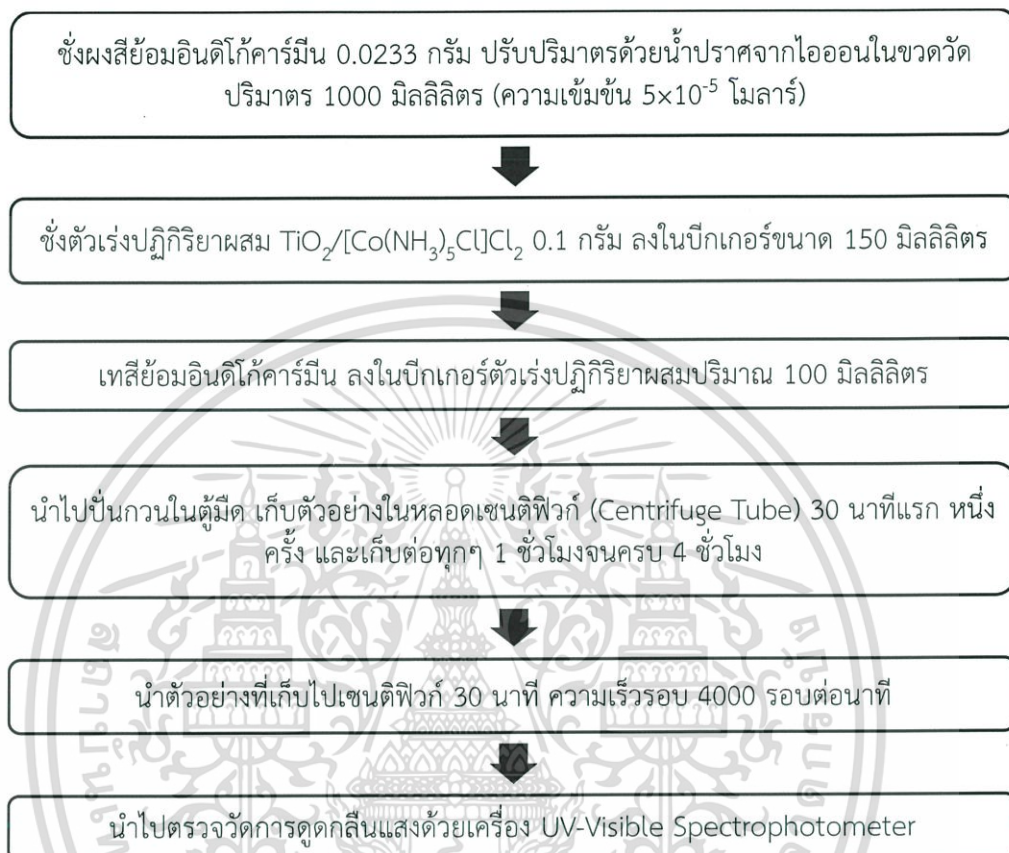 ชั่งผงสีย้อมอินดิโก้คาร์มีน 0.0233 กรัม ปรับปริมาตรด้วยน้ำปราศจากไอออนในขวดวัด
ปริมาตร 1000 มิลลิลิตร (ความเข้มข้น 5×10⁻⁵ โมลาร์)
ชั่งตัวเร่งปฏิกิริยาผสม TiO₂/[Co(NH₃)₅Cl]Cl₂ 0.1 กรัม ลงในบีกเกอร์ขนาด 150 มิลลิลิตร
เทสีย้อมอินดิโก้คาร์มีน ลงในบีกเกอร์ตัวเร่งปฏิกิริยาผสมปริมาณ 100 มิลลิลิตร
นำไปปั่นกวนในตู้มืด เก็บตัวอย่างในหลอดเซนติฟิวก์ (Centrifuge Tube) 30 นาทีแรก หนึ่ง
ครั้ง และเก็บต่อทุกๆ 1 ชั่วโมงจนครบ 4 ชั่วโมง
นำตัวอย่างที่เก็บไปเซนติฟิวก์ 30 นาที ความเร็วรอบ 4000 รอบต่อนาที
นำไปตรวจวัดการดูดกลืนแสงด้วยเครื่อง UV-Visible Spectrophotometer